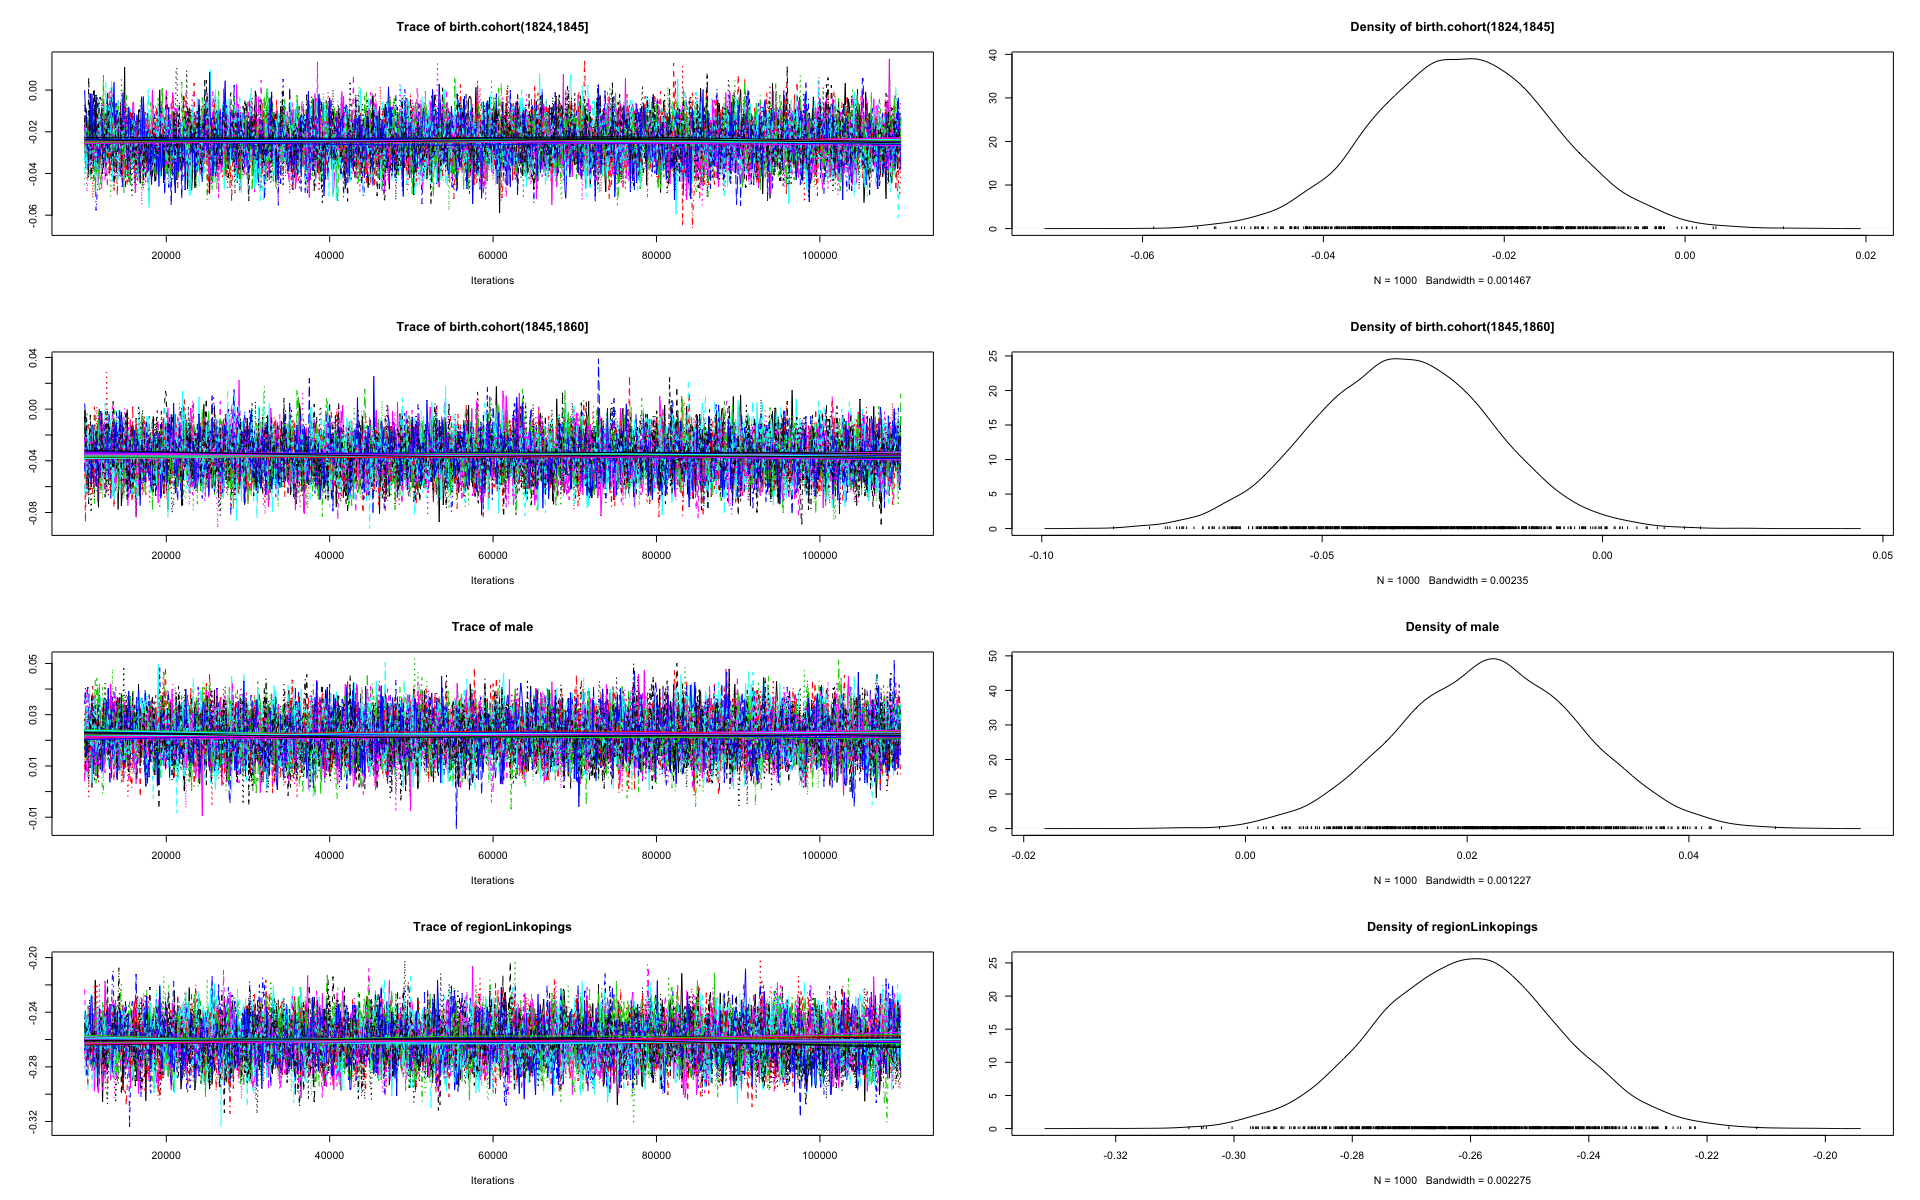 Trace of birth.cohort(1824,1845]
0.00
-0.02
-0.04
-0.06
20000 40000 60000 80000 100000
Iterations
Density of birth.cohort(1824,1845]
40
30
20
10
0
-0.06 -0.04 -0.02 0.00 0.02
N = 1000 Bandwidth = 0.001467
Trace of birth.cohort(1845,1860]
0.04
0.00
-0.04
-0.08
20000 40000 60000 80000 100000
Iterations
Density of birth.cohort(1845,1860]
25
20
15
10
5
0
-0.10 -0.05 0.00 0.05
N = 1000 Bandwidth = 0.00235
Trace of male
0.05
0.03
0.01
-0.01
20000 40000 60000 80000 100000
Iterations
Density of male
50
40
30
20
10
0
-0.02 0.00 0.02 0.04
N = 1000 Bandwidth = 0.001227
Trace of regionLinkopings
-0.20
-0.24
-0.28
-0.32
20000 40000 60000 80000 100000
Iterations
Density of regionLinkopings
25
20
15
10
5
0
-0.32 -0.30 -0.28 -0.26 -0.24 -0.22 -0.20
N = 1000 Bandwidth = 0.002275